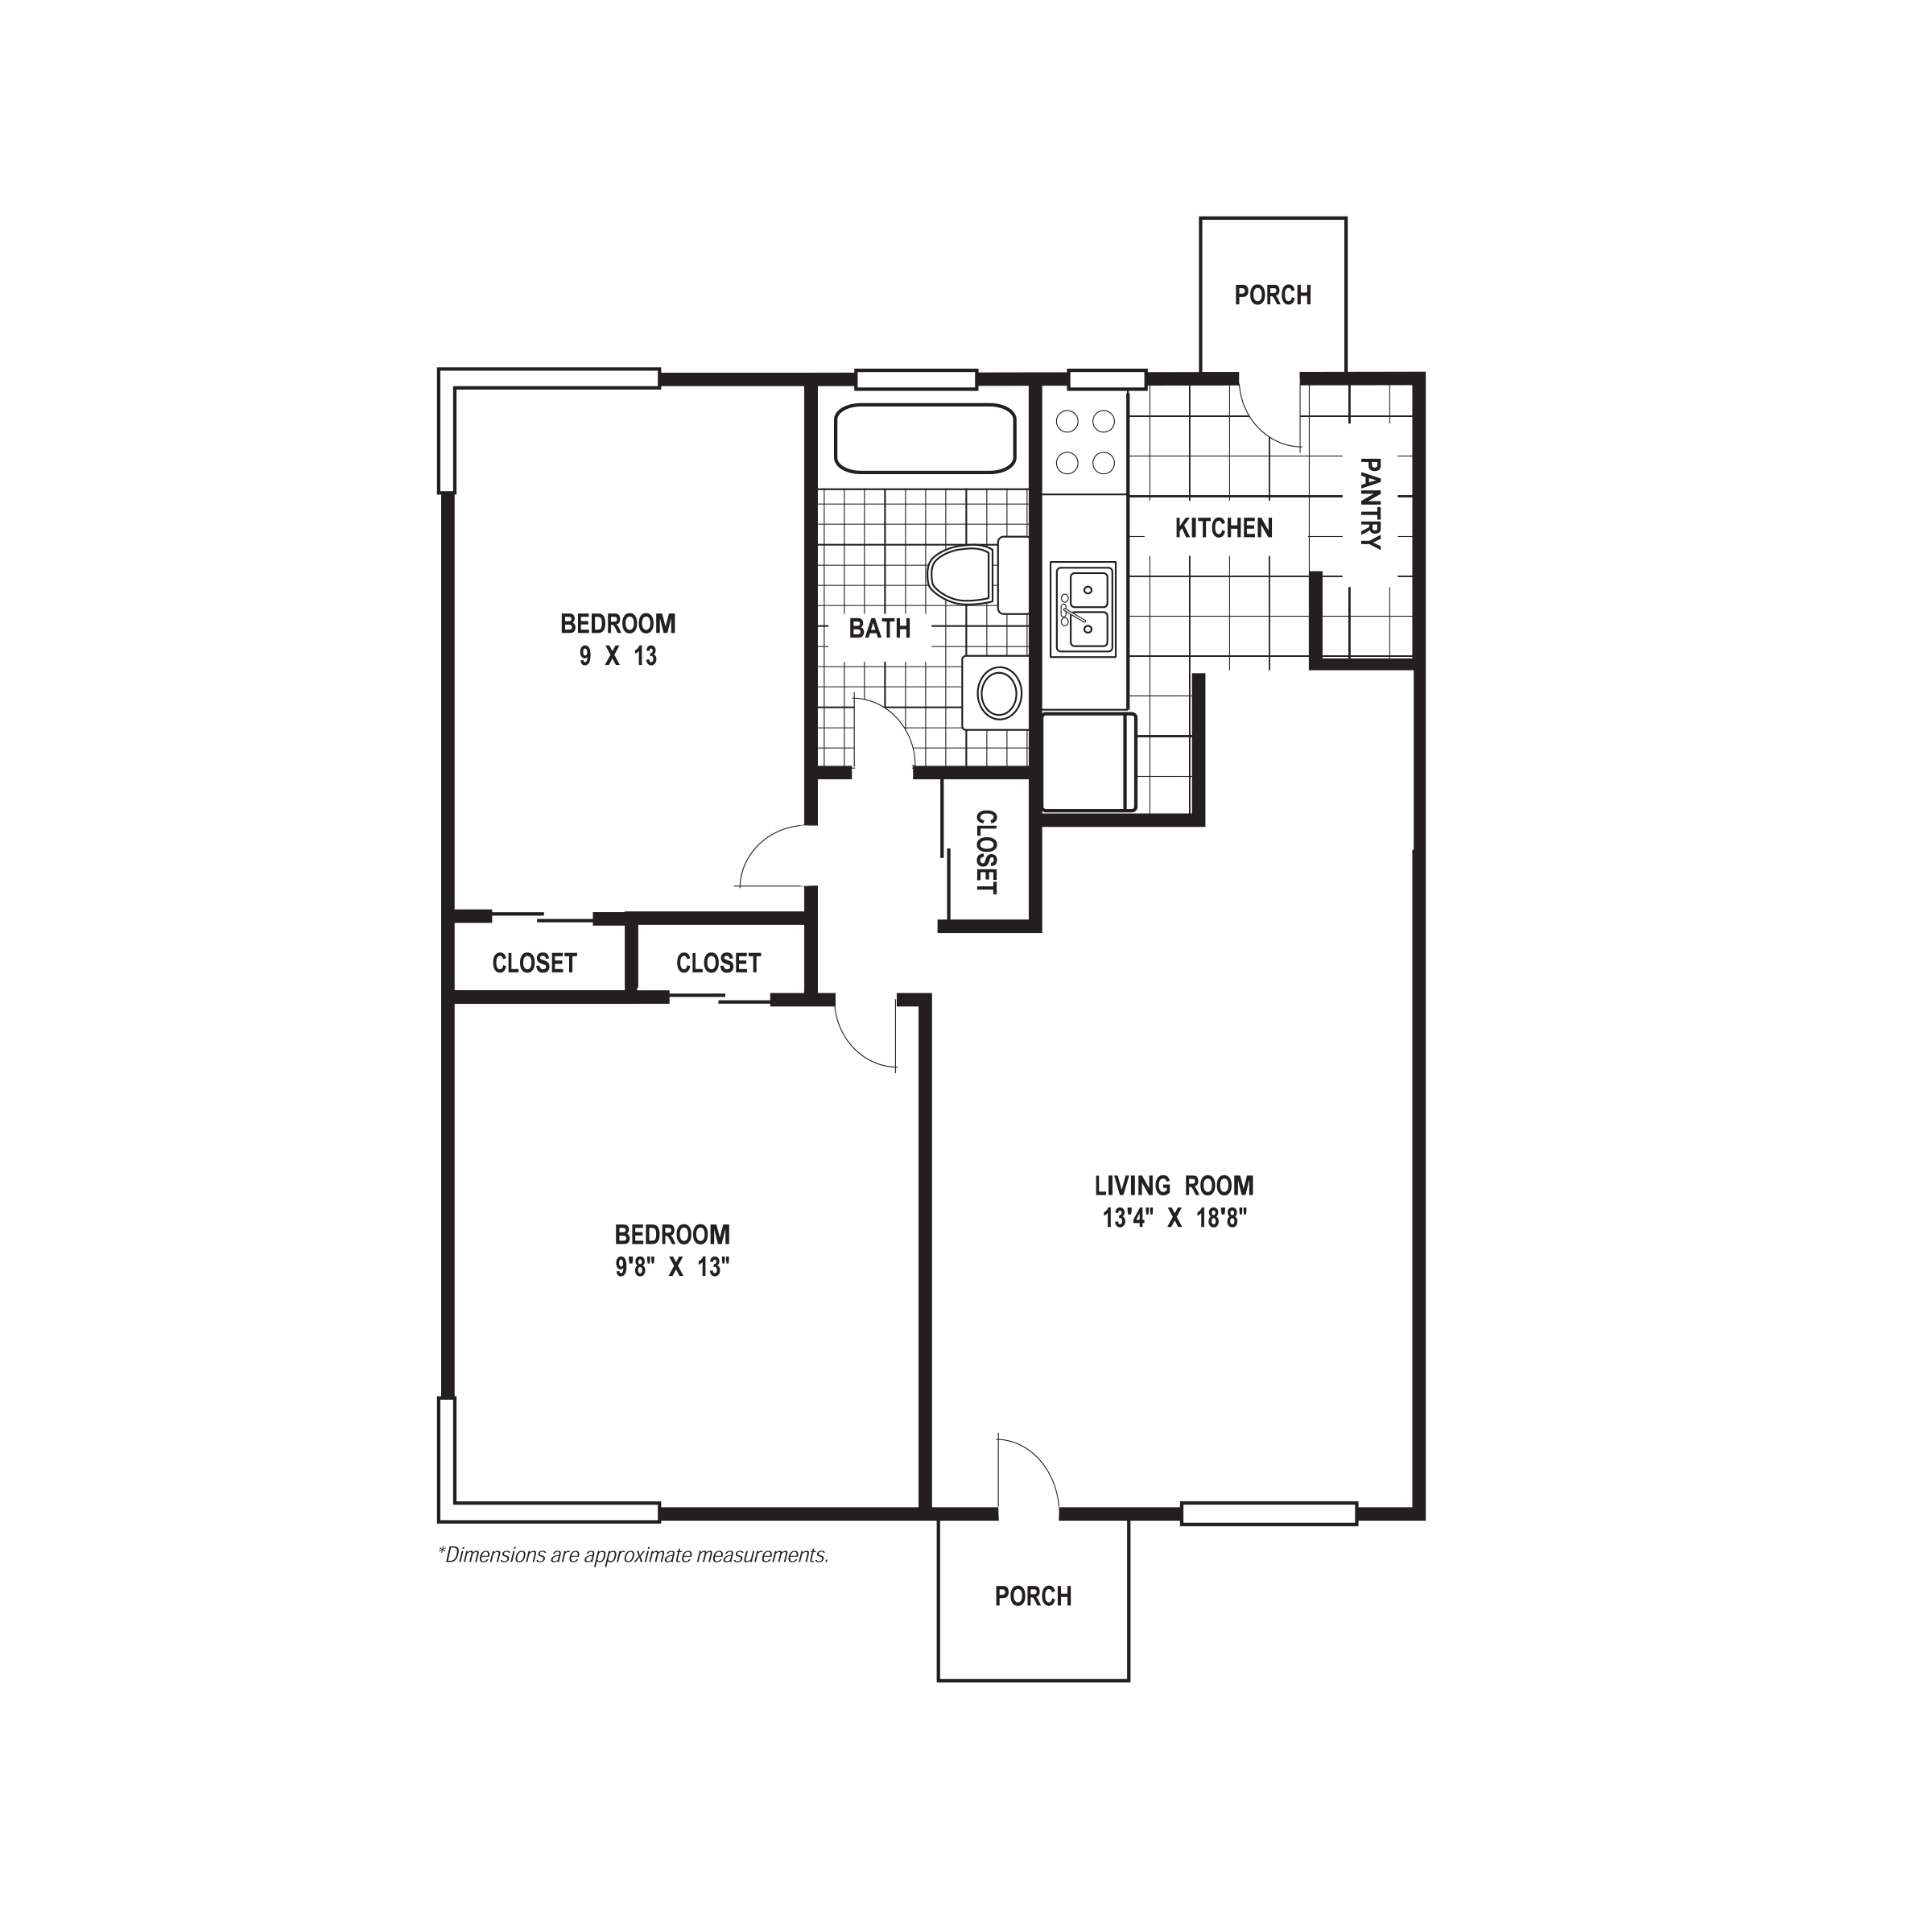 PORCH
PANTRY
KITCHEN
BEDROOM
9 X 13
BATH
CLOSET
CLOSET
CLOSET
LIVING ROOM
13'4" X 18'8"
BEDROOM
9'8" X 13"
*Dimensions are approximate measurements.
PORCH